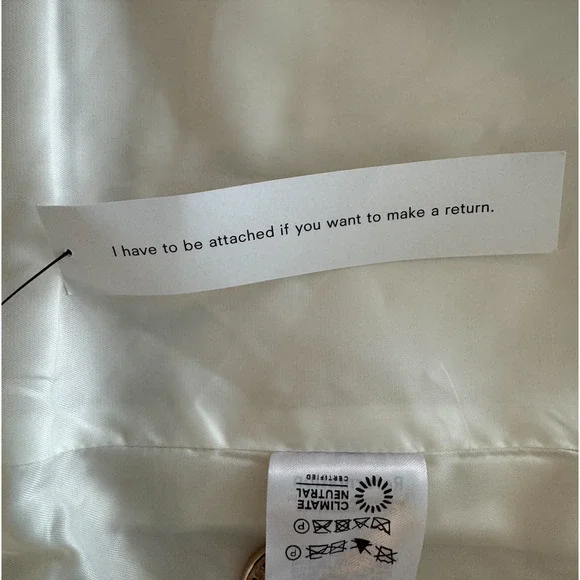 I have to be attached if you want to make a return.
CLIMATE
NEUTRAL
CERTIFIED